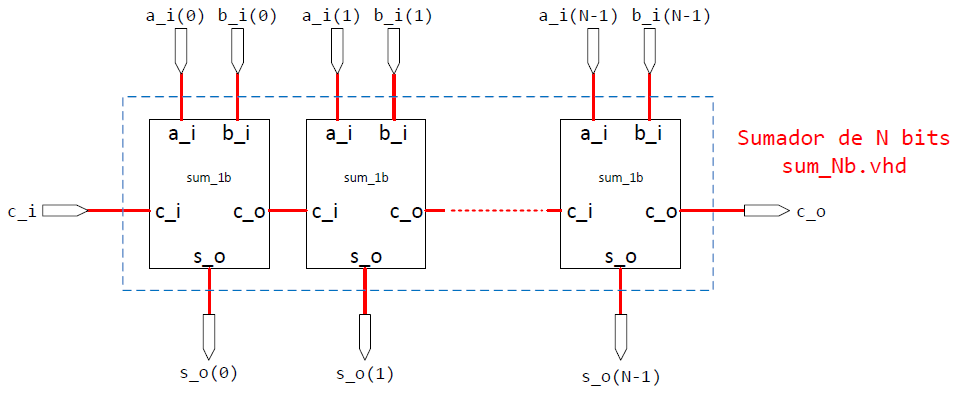 a_i(0) b_i(0) a_i(1) b_i(1) a_i(N-1) b_i(N-1)
a_i b_i a_i b_i a_i b_i
Sumador de N bits
sum_Nb.vhd
sum_1b sum_1b sum_1b
c_i c_i c_o c_i c_o c_i c_o c_o
s_o s_o s_o
s_o(0) s_o(1) s_o(N-1)